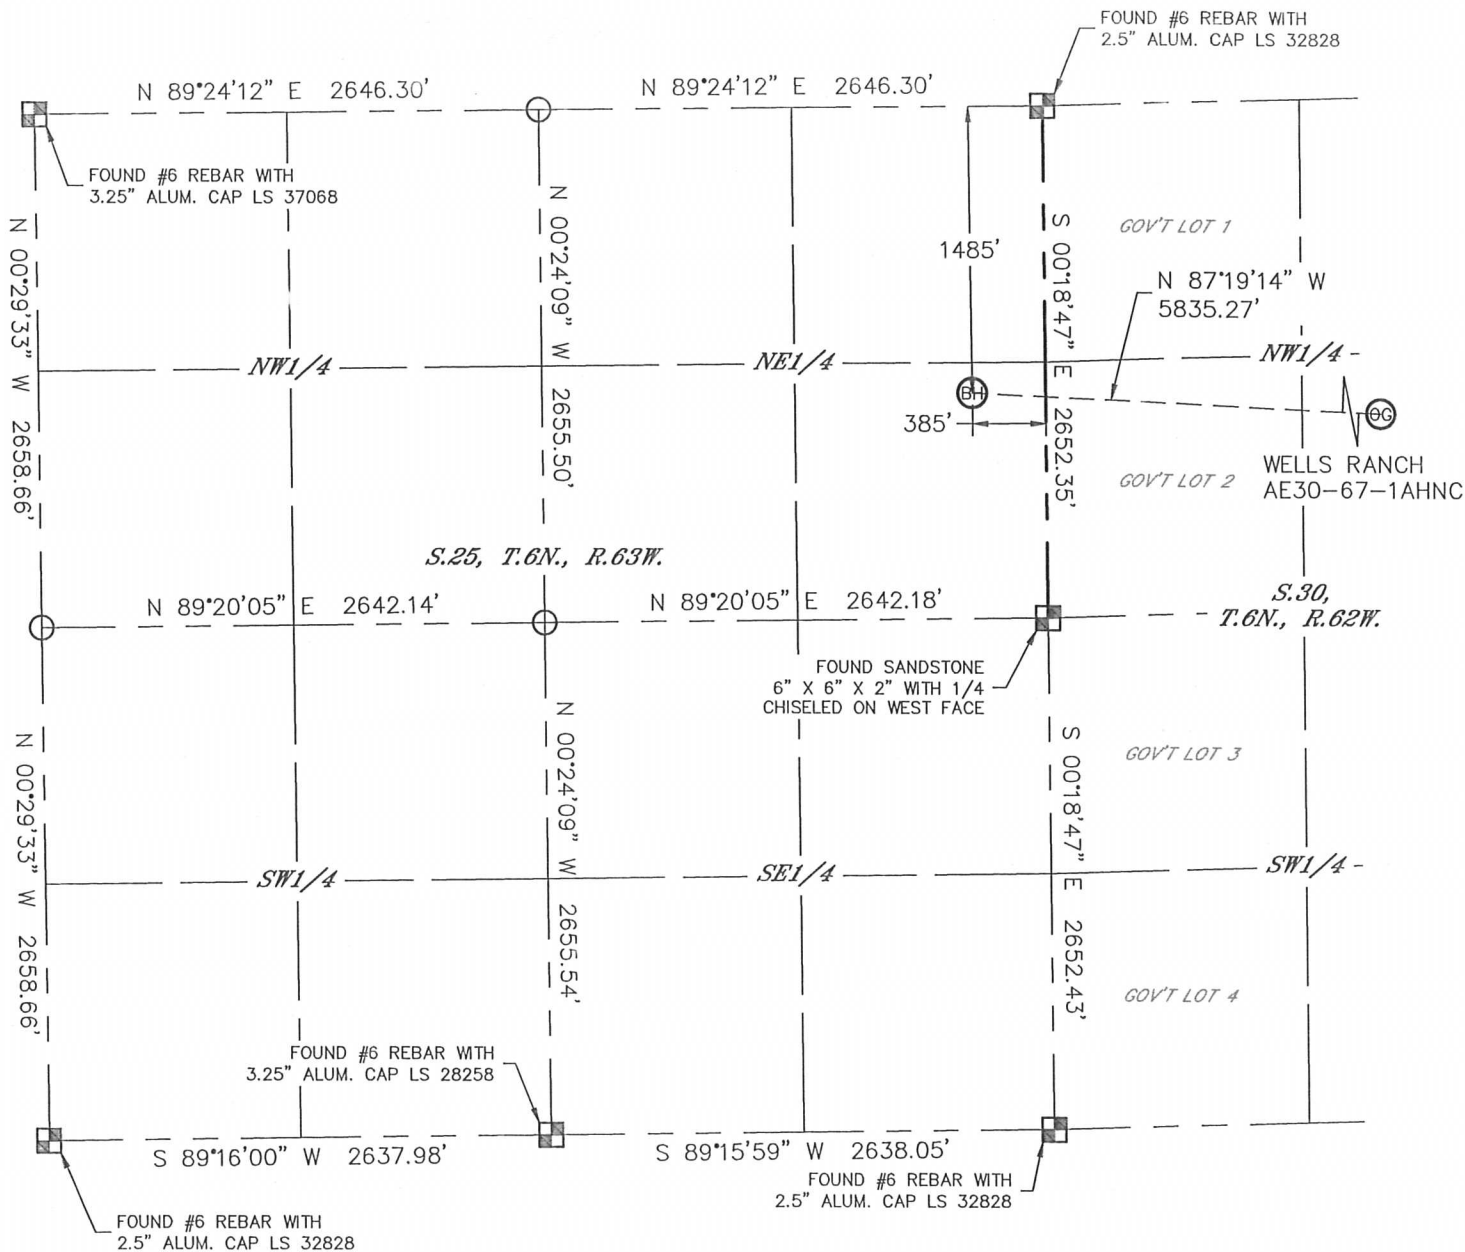 FOUND #6 REBAR WITH
2.5" ALUM. CAP LS 32828
N 89°24'12" E 2646.30'
N 89°24'12" E 2646.30'
FOUND #6 REBAR WITH
3.25" ALUM. CAP LS 37068
N 00°29'33" W 2658.66'
N 00°24'09" W 2655.50'
1485'
S 00°18'47" E 2652.35'
GOV'T LOT 1
N 87°19'14" W
5835.27'
NW1/4
NE1/4
NW1/4
BH
385'
OG
WELLS RANCH
AE30-67-1AHNC
GOV'T LOT 2
S.25, T.6N., R.63W.
S.30,
T.6N., R.62W.
N 89°20'05" E 2642.14'
N 89°20'05" E 2642.18'
FOUND SANDSTONE
6" X 6" X 2" WITH 1/4
CHISELED ON WEST FACE
N 00°29'33" W 2658.66'
N 00°24'09" W 2655.54'
S 00°18'47" E 2652.43'
GOV'T LOT 3
SW1/4
SE1/4
SW1/4
GOV'T LOT 4
FOUND #6 REBAR WITH
3.25" ALUM. CAP LS 28258
S 89°16'00" W 2637.98'
S 89°15'59" W 2638.05'
FOUND #6 REBAR WITH
2.5" ALUM. CAP LS 32828
FOUND #6 REBAR WITH
2.5" ALUM. CAP LS 32828